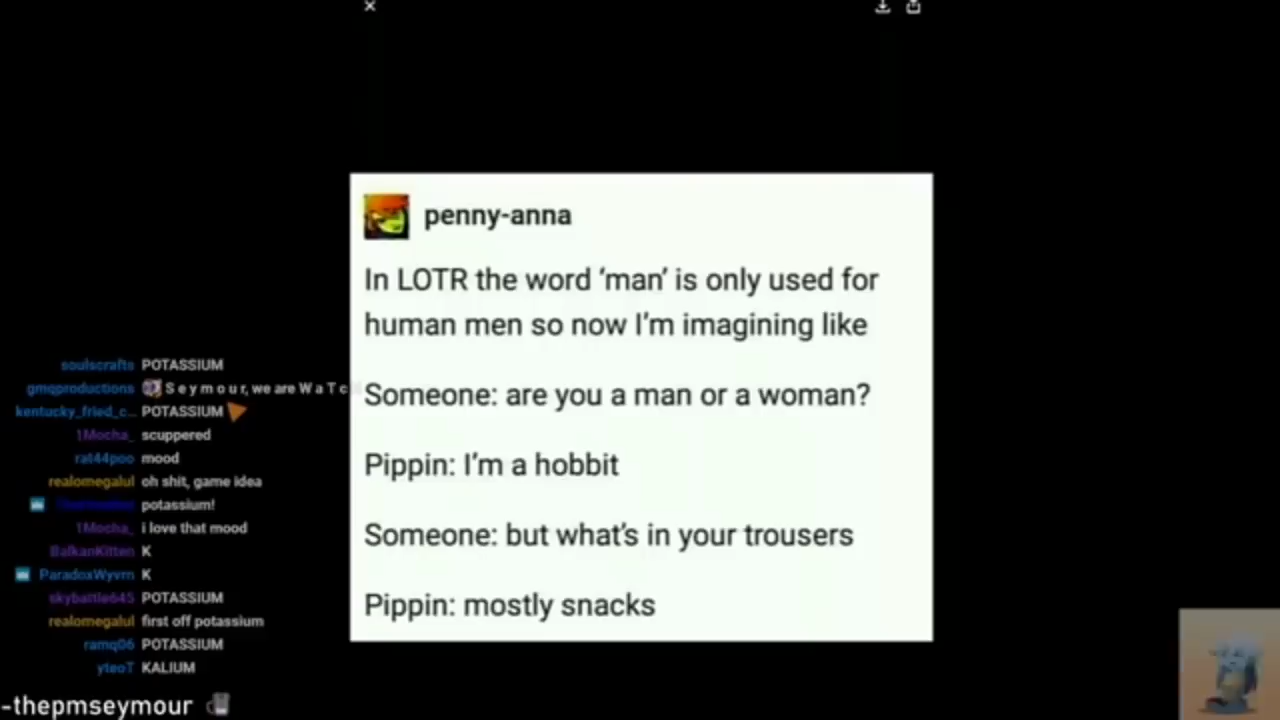 penny-anna
In LOTR the word ‘man’ is only used for
human men so now I’m imagining like
Someone: are you a man or a woman?
Pippin: I’m a hobbit
Someone: but what’s in your trousers
Pippin: mostly snacks
soulscrafts POTASSIUM
gmqproductions S e y m o u r, we are W a T c
kentucky_fried_c... POTASSIUM
1Mocha_ scuppered
rat44poo mood
realomegalul oh shit, game idea
potassium!
1Mocha_ i love that mood
BalkanKitten K
ParadoxWyvrn K
skybattle645 POTASSIUM
realomegalul first off potassium
ramq06 POTASSIUM
yteoT KALIUM
-thepmseymour